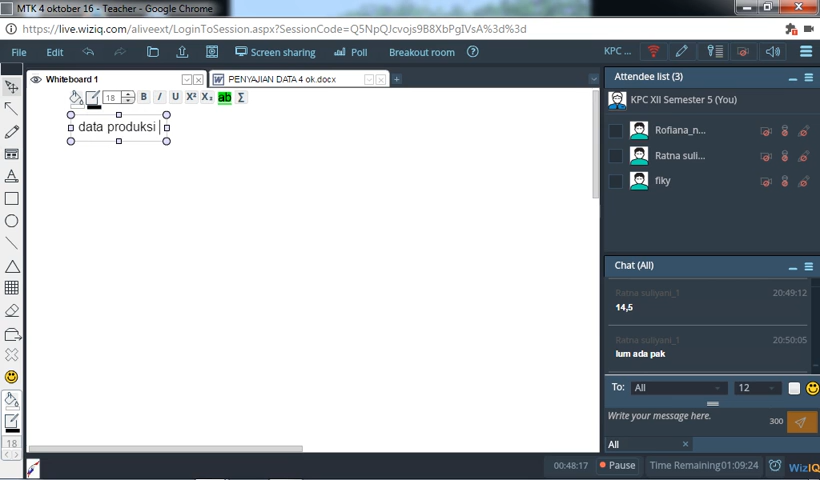 MTK 4 oktober 16 - Teacher - Google Chrome
https://live.wiziq.com/aliveext/LoginToSession.aspx?SessionCode=Q5NpQJcvojs9B8XbPgIVsA%3d%3d
File Edit Screen sharing Poll Breakout room KPC ...
Whiteboard 1 PENYAJIAN DATA 4 ok.docx
18 B I U X² X₂ ab Σ
data produksi
Attendee list (3)
KPC XII Semester 5 (You)
Rofiana_n...
Ratna suli...
fiky
Chat (All)
Ratna suliyani_1 20:49:12
14,5
Ratna suliyani_1 20:50:05
lum ada pak
To: All 12
Write your message here. 300
All
18
00:48:17 Pause Time Remaining 01:09:24 WizIQ